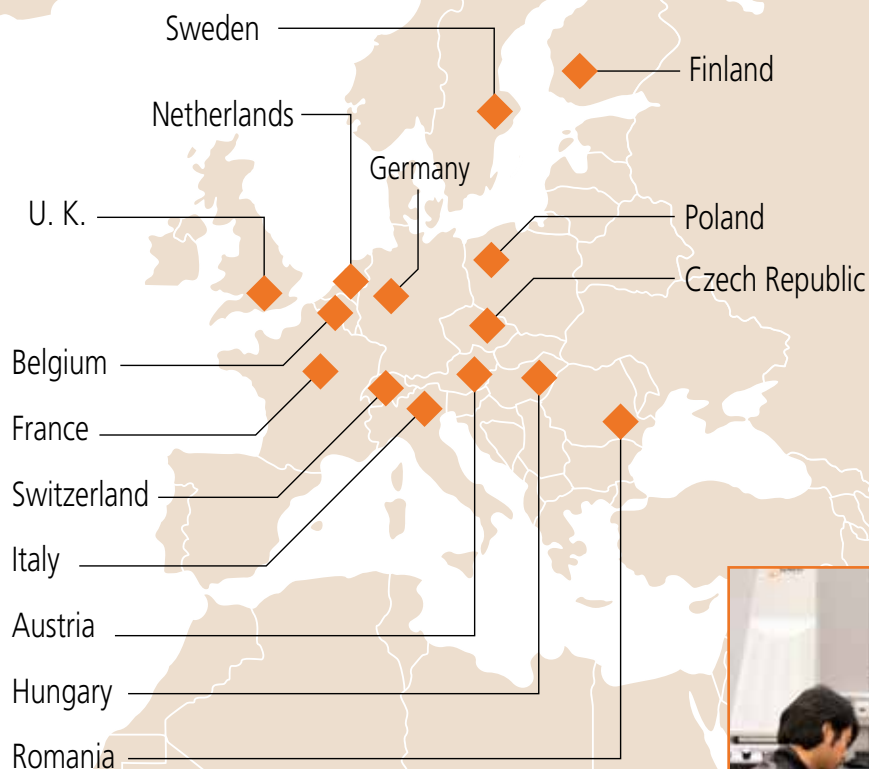 Sweden
Finland
Netherlands
Germany
U. K.
Poland
Czech Republic
Belgium
France
Switzerland
Italy
Austria
Hungary
Romania